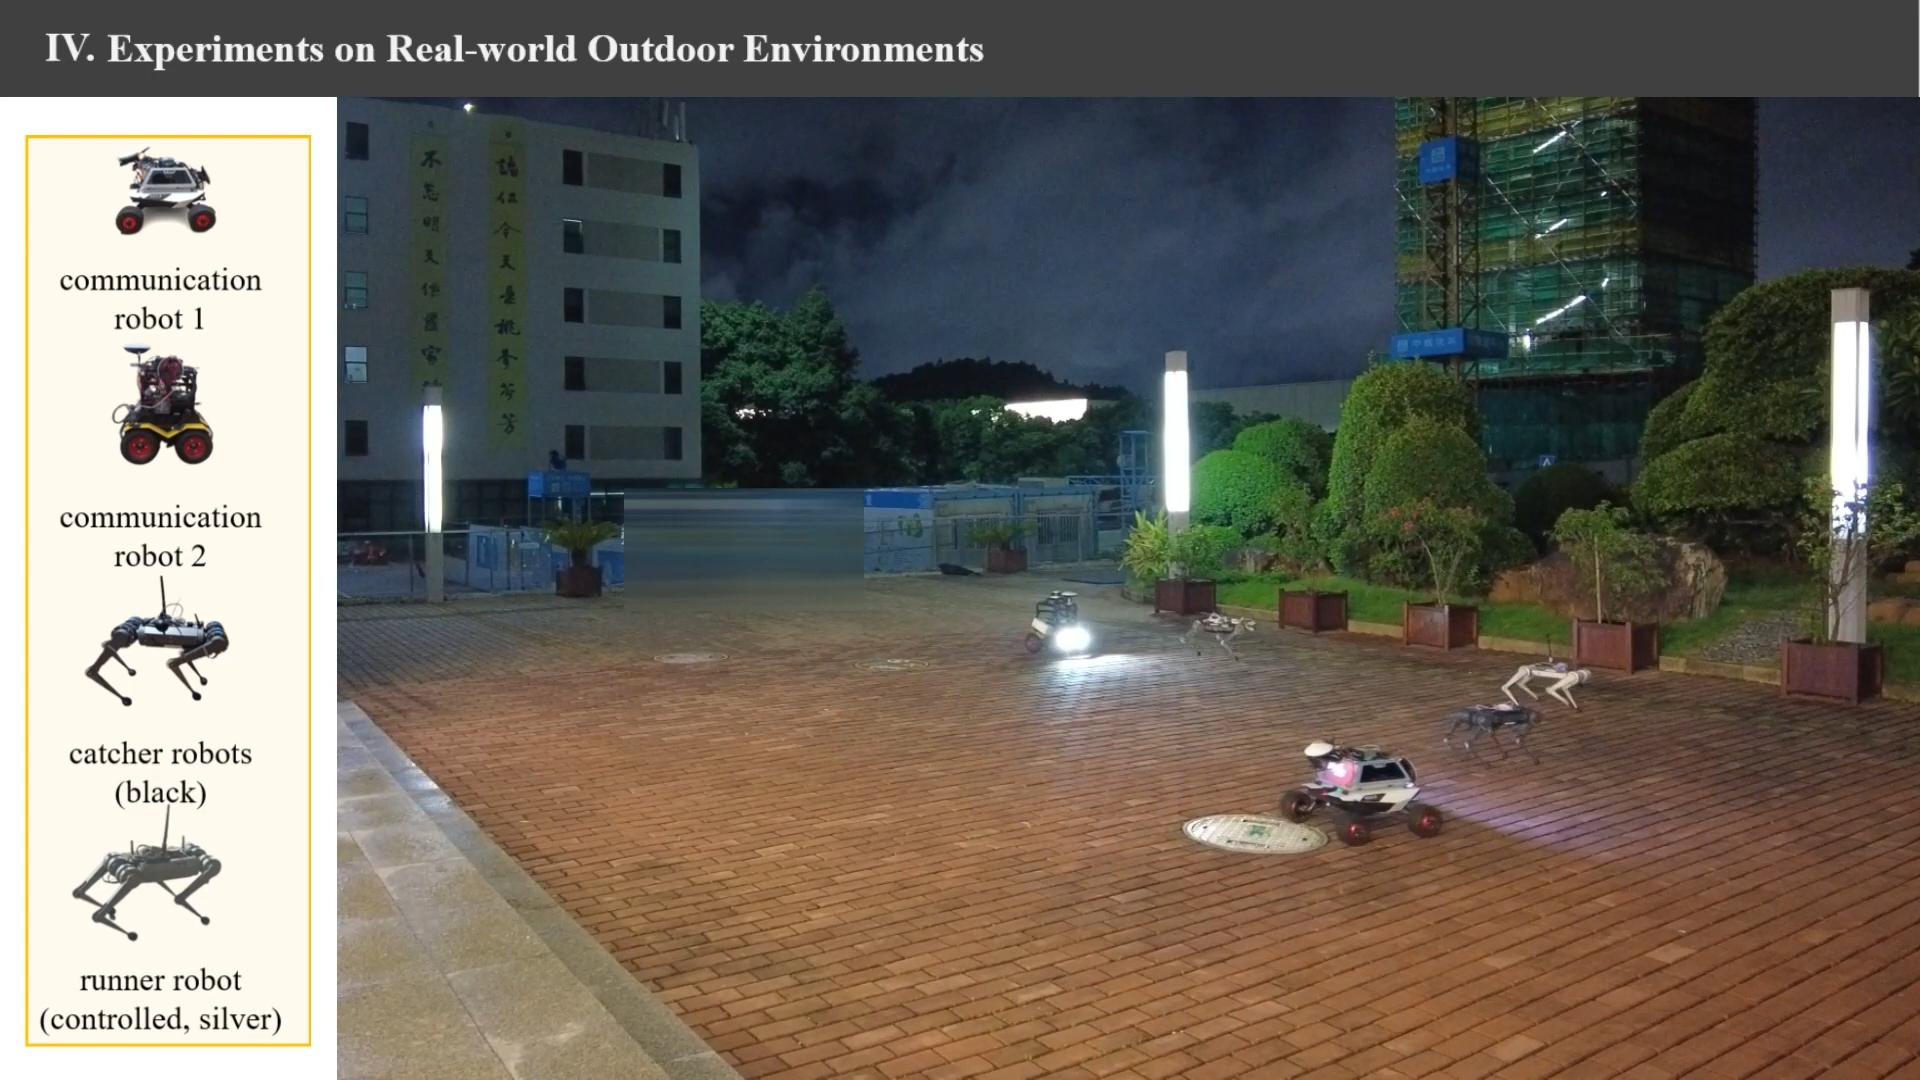 IV. Experiments on Real-world Outdoor Environments
communication
robot 1
communication
robot 2
catcher robots
(black)
runner robot
(controlled, silver)